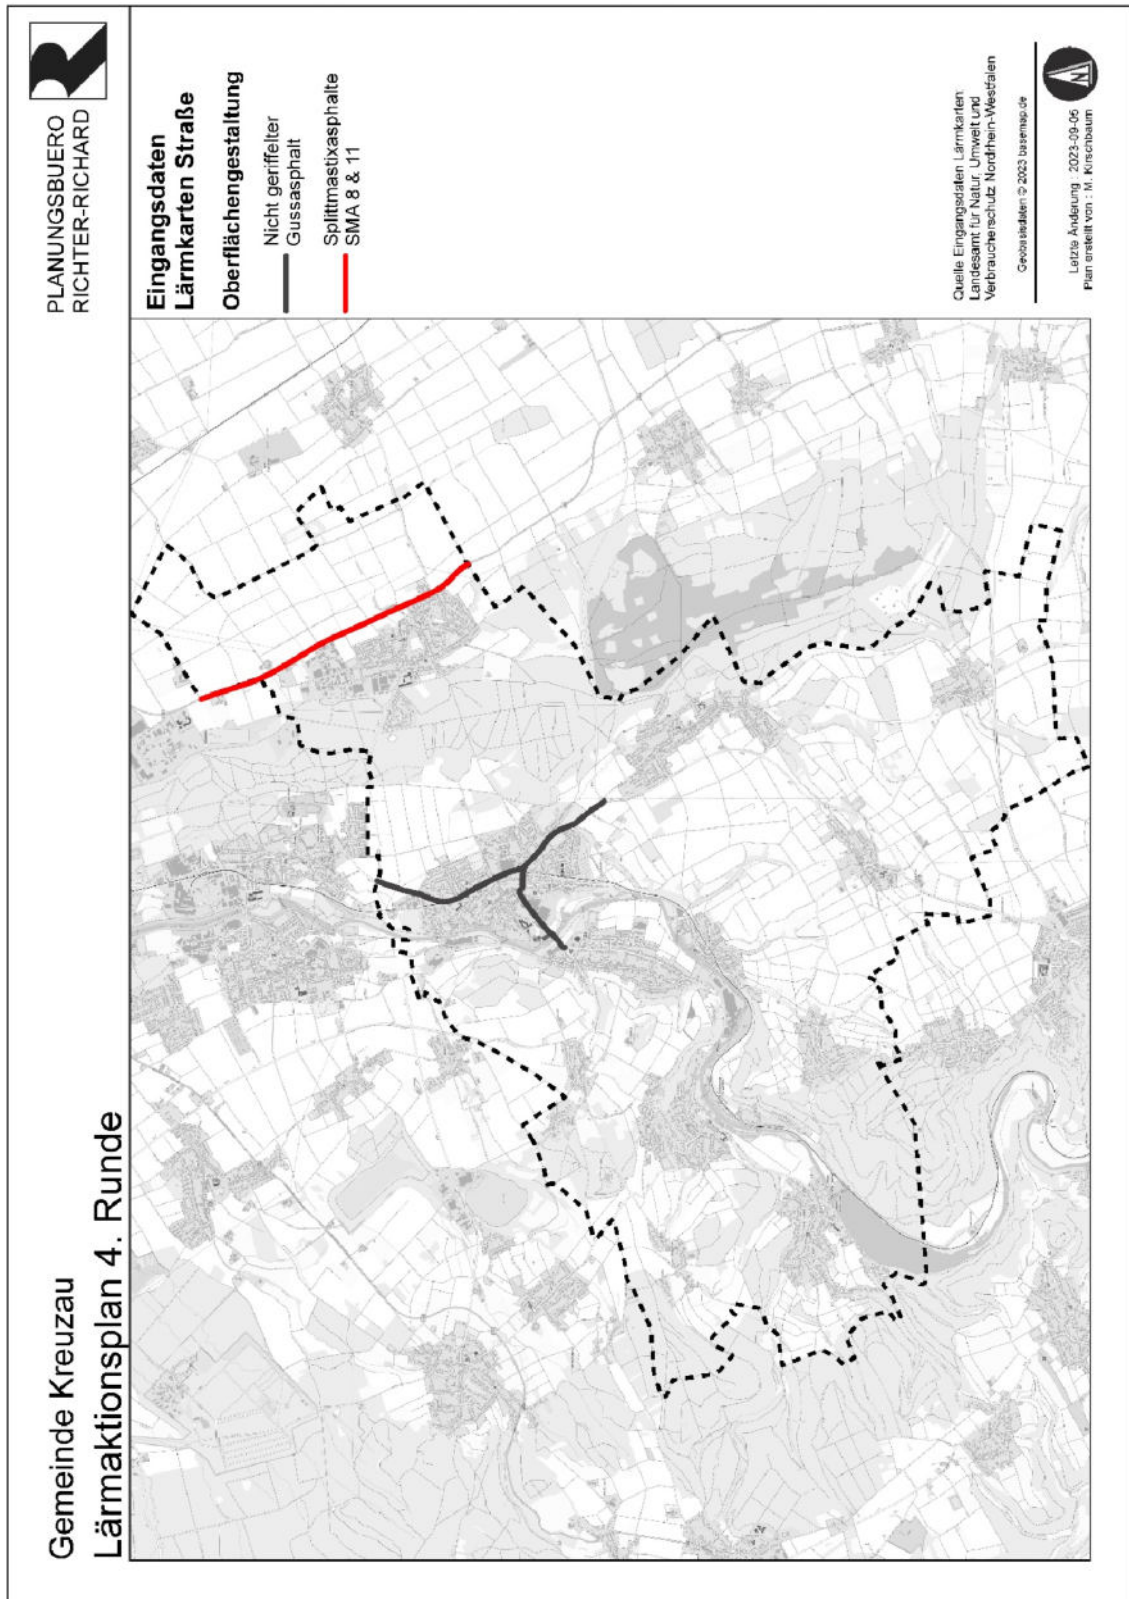 Gemeinde Kreuzau
Lärmaktionsplan 4. Runde
PLANUNGSBUERO
RICHTER-RICHARD
Eingangsdaten
Lärmkarten Straße
Oberflächengestaltung
Nicht geriffelter
Gussasphalt
Splittmastixasphalte
SMA 8 & 11
Quelle Eingangsdaten Lärmkarten:
Landesamt für Natur, Umwelt und
Verbraucherschutz Nordrhein-Westfalen
Geobasisdaten © 2023 basemap.de
N
Letzte Änderung : 2023-09-06
Plan erstellt von : M. Kirschbaum